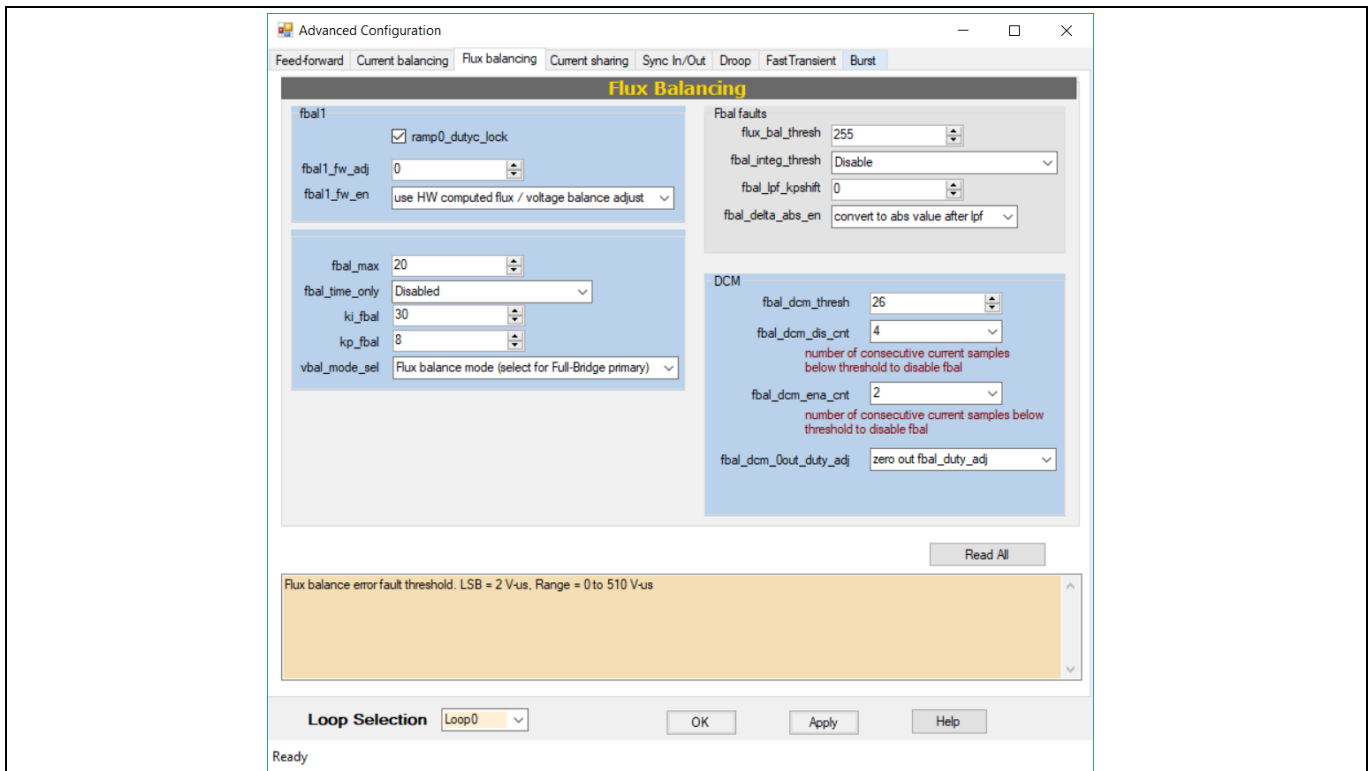 Advanced Configuration
Feed-forward Current balancing Flux balancing Current sharing Sync In/Out Droop Fast Transient Burst
Flux Balancing
fbal1
ramp0_dutyc_lock
fbal1_fw_adj 0
fbal1_fw_en use HW computed flux / voltage balance adjust
fbal_max 20
fbal_time_only Disabled
ki_fbal 30
kp_fbal 8
vbal_mode_sel Flux balance mode (select for Full-Bridge primary)
Fbal faults
flux_bal_thresh 255
fbal_integ_thresh Disable
fbal_lpf_kpshift 0
fbal_delta_abs_en convert to abs value after lpf
DCM
fbal_dcm_thresh 26
fbal_dcm_dis_cnt 4
number of consecutive current samples
below threshold to disable fbal
fbal_dcm_ena_cnt 2
number of consecutive current samples below
threshold to disable fbal
fbal_dcm_0out_duty_adj zero out fbal_duty_adj
Read All
Flux balance error fault threshold. LSB = 2 V-us, Range = 0 to 510 V-us
Loop Selection Loop0
OK Apply Help
Ready